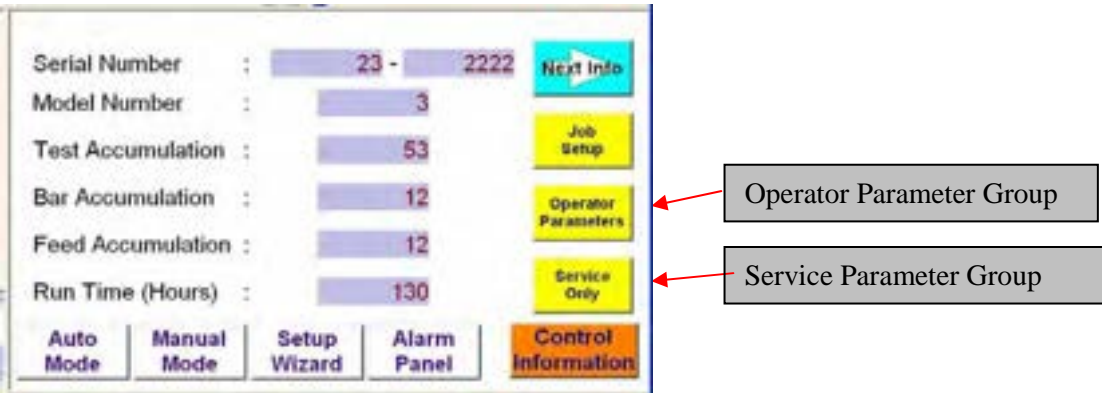 Serial Number : 23 - 2222
Next Info
Model Number : 3
Job
Setup
Test Accumulation : 53
Bar Accumulation : 12
Operator
Parameters
Operator Parameter Group
Feed Accumulation : 12
Service
Only
Service Parameter Group
Run Time (Hours) : 130
Auto
Mode
Manual
Mode
Setup
Wizard
Alarm
Panel
Control
Information